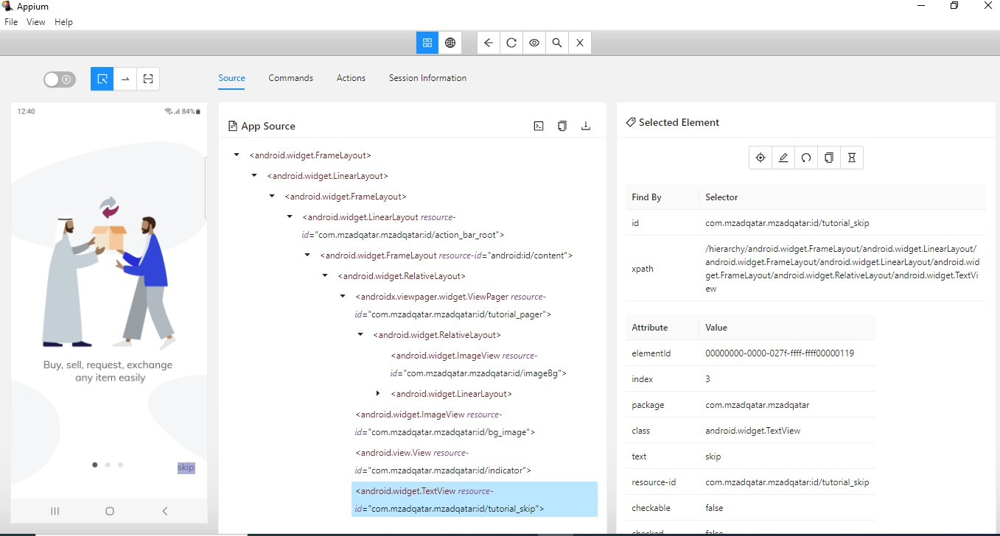 Appium
File View Help
Source Commands Actions Session Information
12:40 84%
Buy, sell, request, exchange
any item easily
skip
App Source
<android.widget.FrameLayout>
<android.widget.LinearLayout>
<android.widget.FrameLayout>
<android.widget.LinearLayout resource-
id="com.mzadqatar.mzadqatar:id/action_bar_root">
<android.widget.FrameLayout resource-id="android:id/content">
<android.widget.RelativeLayout>
<androidx.viewpager.widget.ViewPager resource-
id="com.mzadqatar.mzadqatar:id/tutorial_pager">
<android.widget.RelativeLayout>
<android.widget.ImageView resource-
id="com.mzadqatar.mzadqatar:id/imageBg">
<android.widget.LinearLayout>
<android.widget.ImageView resource-
id="com.mzadqatar.mzadqatar:id/bg_image">
<android.view.View resource-
id="com.mzadqatar.mzadqatar:id/indicator">
<android.widget.TextView resource-
id="com.mzadqatar.mzadqatar:id/tutorial_skip">
Selected Element
Find By Selector
id com.mzadqatar.mzadqatar:id/tutorial_skip
xpath
/hierarchy/android.widget.FrameLayout/android.widget.LinearLayout/
android.widget.FrameLayout/android.widget.LinearLayout/android.wid
get.FrameLayout/android.widget.RelativeLayout/android.widget.TextVi
ew
Attribute Value
elementId 00000000-0000-027f-ffff-ffff00000119
index 3
package com.mzadqatar.mzadqatar
class android.widget.TextView
text skip
resource-id com.mzadqatar.mzadqatar:id/tutorial_skip
checkable false
checked false